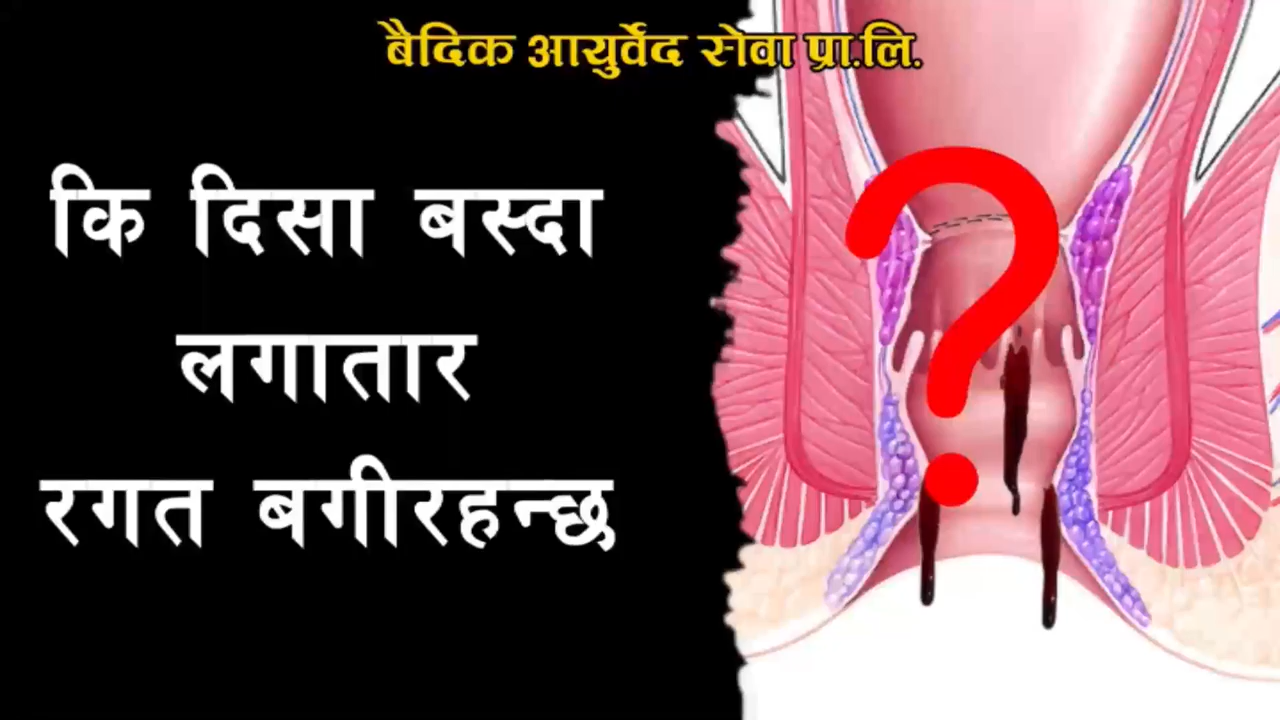 बैदिक आयुर्वेद सेवा प्रा.लि.
कि दिसा बस्दा
लगातार
रगत बगीरहन्छ